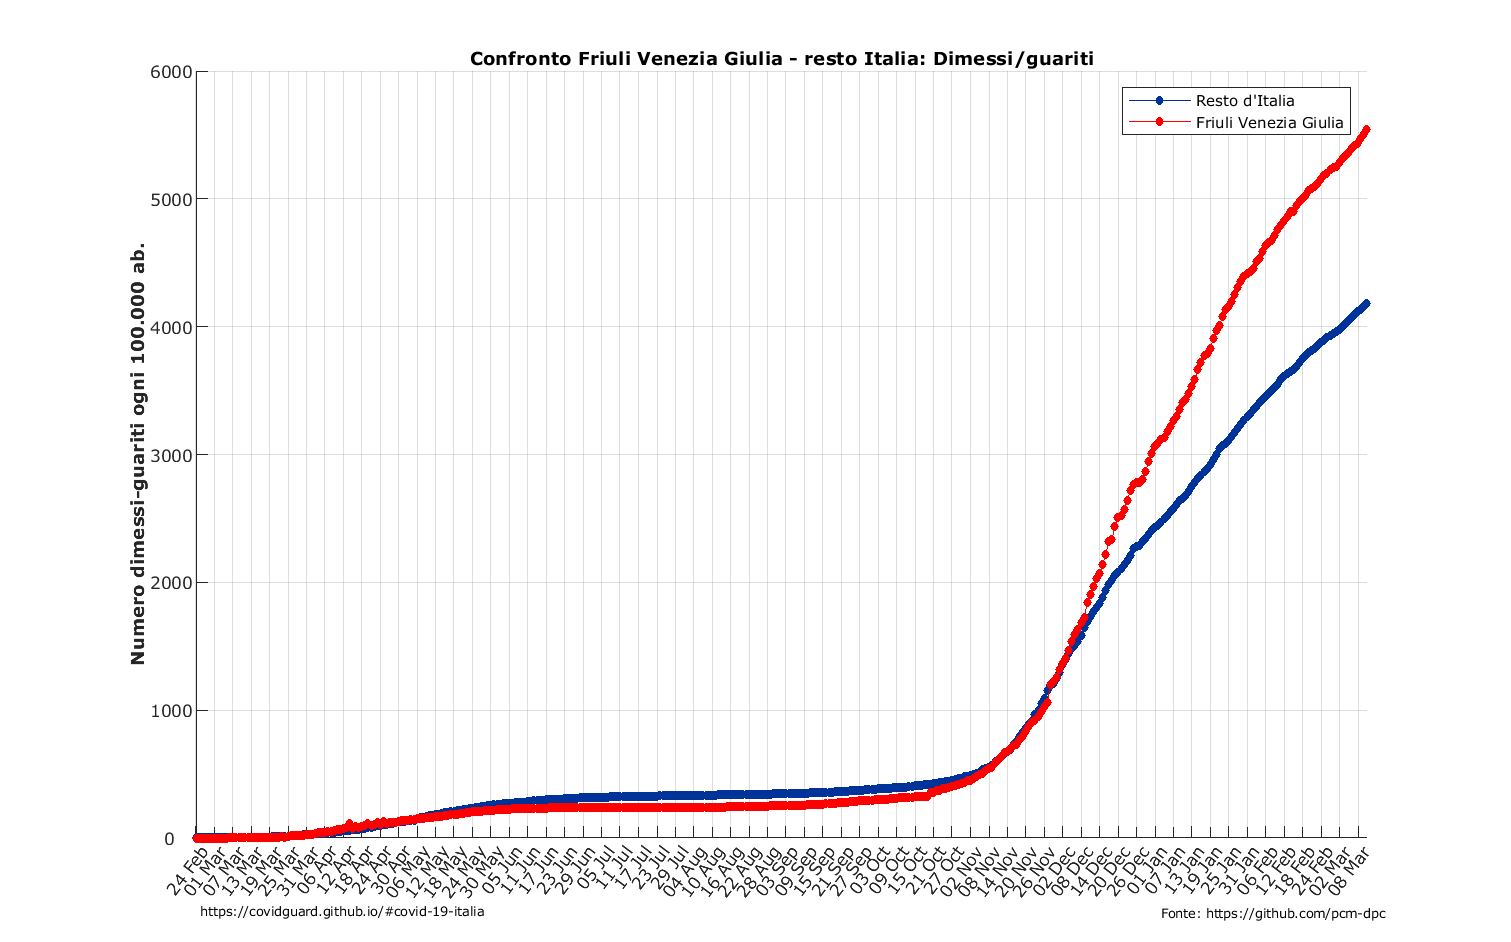 Confronto Friuli Venezia Giulia - resto Italia: Dimessi/guariti
Resto d'Italia
Friuli Venezia Giulia
Numero dimessi-guariti ogni 100.000 ab.
6000
5000
4000
3000
2000
1000
0
24 Feb
01 Mar
07 Mar
13 Mar
19 Mar
25 Mar
31 Mar
06 Apr
12 Apr
18 Apr
24 Apr
30 Apr
06 May
12 May
18 May
24 May
30 May
05 Jun
11 Jun
17 Jun
23 Jun
29 Jun
05 Jul
11 Jul
17 Jul
23 Jul
29 Jul
04 Aug
10 Aug
16 Aug
22 Aug
28 Aug
03 Sep
09 Sep
15 Sep
21 Sep
27 Sep
03 Oct
09 Oct
15 Oct
21 Oct
27 Oct
02 Nov
08 Nov
14 Nov
20 Nov
26 Nov
02 Dec
08 Dec
14 Dec
20 Dec
26 Dec
01 Jan
07 Jan
13 Jan
19 Jan
25 Jan
31 Jan
06 Feb
12 Feb
18 Feb
24 Feb
02 Mar
08 Mar
https://covidguard.github.io/#covid-19-italia
Fonte: https://github.com/pcm-dpc